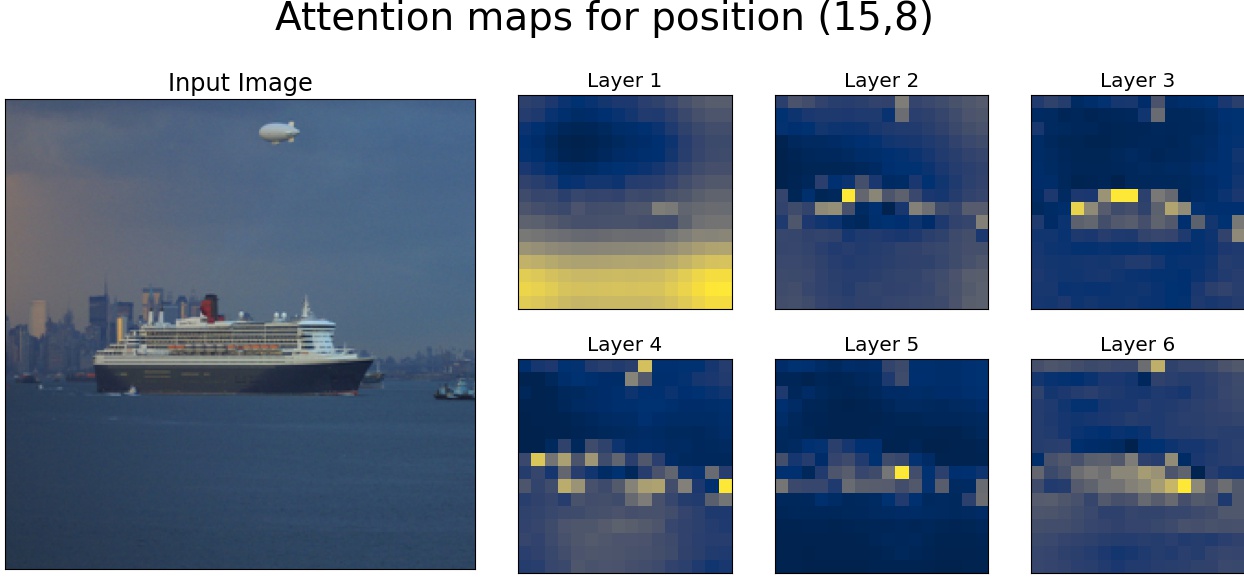 Attention maps for position (15,8)
Input Image
Layer 1
Layer 2
Layer 3
Layer 4
Layer 5
Layer 6